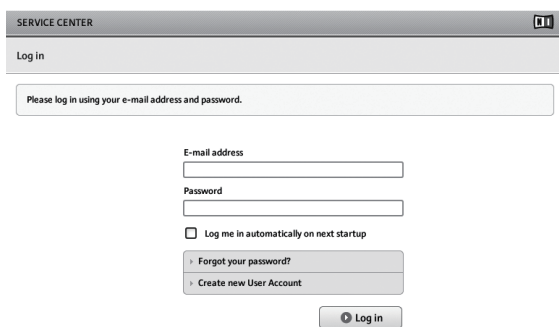 SERVICE CENTER
Log in
Please log in using your e-mail address and password.
E-mail address
Password
Log me in automatically on next startup
Forgot your password?
Create new User Account
Log in